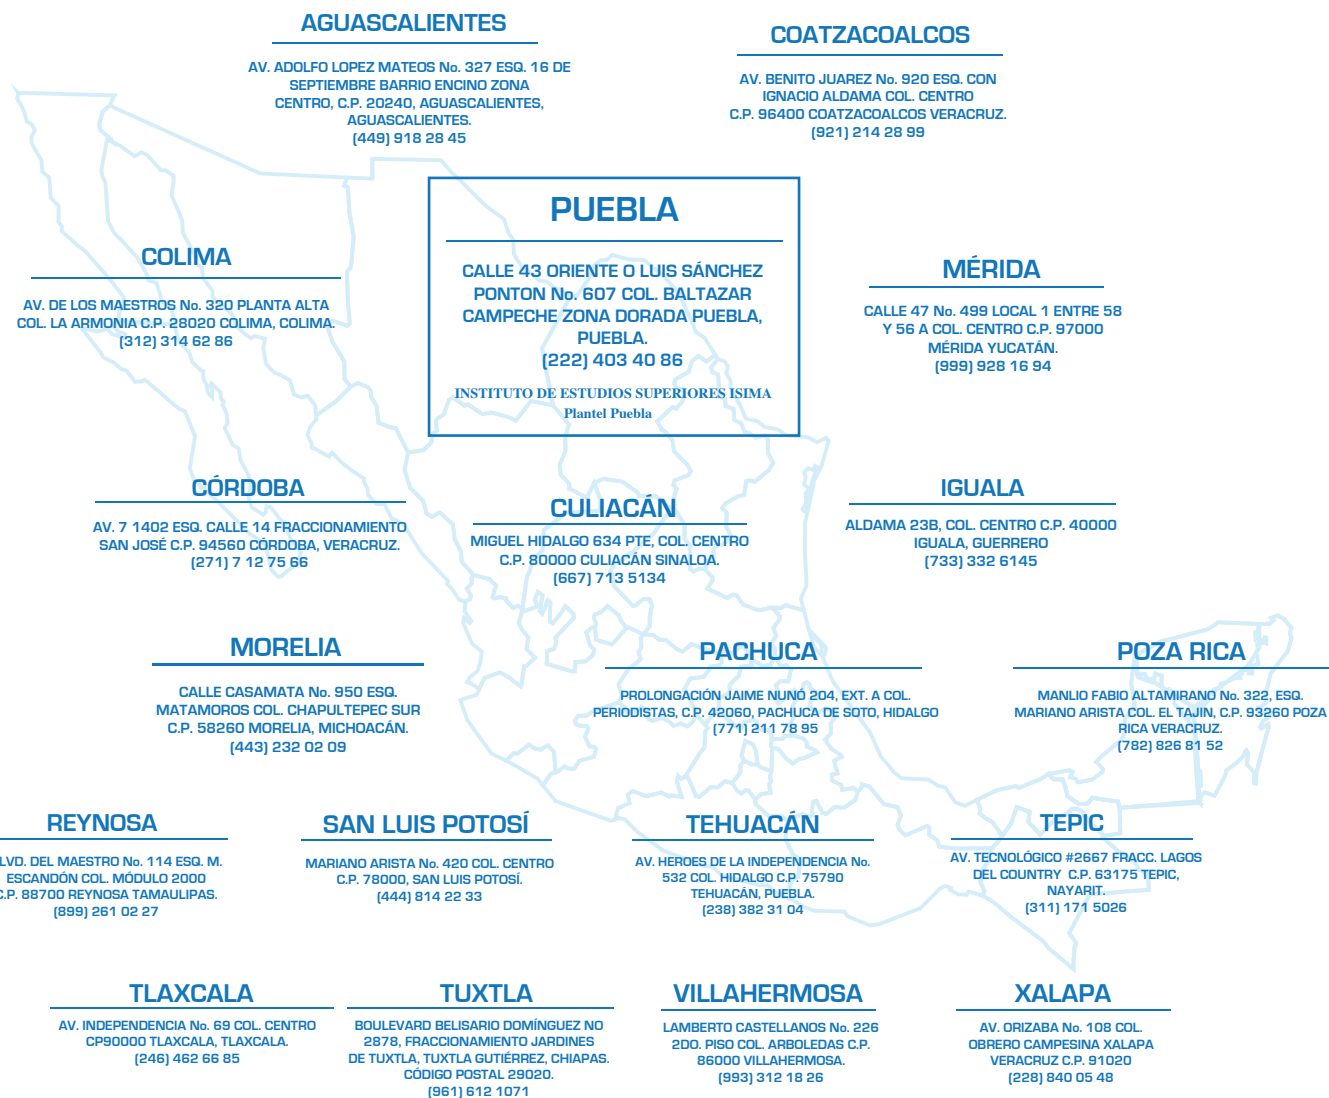 AGUASCALIENTES
AV. ADOLFO LOPEZ MATEOS No. 327 ESQ. 16 DE
SEPTIEMBRE BARRIO ENCINO ZONA
CENTRO, C.P. 20240, AGUASCALIENTES,
AGUASCALIENTES.
(449) 918 28 45
COATZACOALCOS
AV. BENITO JUAREZ No. 920 ESQ. CON
IGNACIO ALDAMA COL. CENTRO
C.P. 96400 COATZACOALCOS VERACRUZ.
(921) 214 28 99
COLIMA
AV. DE LOS MAESTROS No. 320 PLANTA ALTA
COL. LA ARMONIA C.P. 28020 COLIMA, COLIMA.
(312) 314 62 86
PUEBLA
CALLE 43 ORIENTE O LUIS SÁNCHEZ
PONTON No. 607 COL. BALTAZAR
CAMPECHE ZONA DORADA PUEBLA,
PUEBLA.
(222) 403 40 86
INSTITUTO DE ESTUDIOS SUPERIORES ISIMA
Plantel Puebla
MÉRIDA
CALLE 47 No. 499 LOCAL 1 ENTRE 58
Y 56 A COL. CENTRO C.P. 97000
MÉRIDA YUCATÁN.
(999) 928 16 94
CÓRDOBA
AV. 7 1402 ESQ. CALLE 14 FRACCIONAMIENTO
SAN JOSÉ C.P. 94560 CÓRDOBA, VERACRUZ.
(271) 7 12 75 66
CULIACÁN
MIGUEL HIDALGO 634 PTE, COL. CENTRO
C.P. 80000 CULIACÁN SINALOA.
(667) 713 5134
IGUALA
ALDAMA 23B, COL. CENTRO C.P. 40000
IGUALA, GUERRERO
(733) 332 6145
MORELIA
CALLE CASAMATA No. 950 ESQ.
MATAMOROS COL. CHAPULTEPEC SUR
C.P. 58260 MORELIA, MICHOACÁN.
(443) 232 02 09
PACHUCA
PROLONGACIÓN JAIME NUNÓ 204, EXT. A COL.
PERIODISTAS, C.P. 42060, PACHUCA DE SOTO, HIDALGO
(771) 211 78 95
POZA RICA
MANLIO FABIO ALTAMIRANO No. 322, ESQ.
MARIANO ARISTA COL. EL TAJIN, C.P. 93260 POZA
RICA VERACRUZ.
(782) 826 81 52
REYNOSA
LVD. DEL MAESTRO No. 114 ESQ. M.
ESCANDÓN COL. MÓDULO 2000
C.P. 88700 REYNOSA TAMAULIPAS.
(899) 261 02 27
SAN LUIS POTOSÍ
MARIANO ARISTA No. 420 COL. CENTRO
C.P. 78000, SAN LUIS POTOSÍ.
(444) 814 22 33
TEHUACÁN
AV. HEROES DE LA INDEPENDENCIA No.
532 COL. HIDALGO C.P. 75790
TEHUACÁN, PUEBLA.
(238) 382 31 04
TEPIC
AV. TECNOLÓGICO #2667 FRACC. LAGOS
DEL COUNTRY C.P. 63175 TEPIC,
NAYARIT.
(311) 171 5026
TLAXCALA
AV. INDEPENDENCIA No. 69 COL. CENTRO
CP90000 TLAXCALA, TLAXCALA.
(246) 462 66 85
TUXTLA
BOULEVARD BELISARIO DOMÍNGUEZ NO
2878, FRACCIONAMIENTO JARDINES
DE TUXTLA, TUXTLA GUTIÉRREZ, CHIAPAS.
CÓDIGO POSTAL 29020.
(961) 612 1071
VILLAHERMOSA
LAMBERTO CASTELLANOS No. 226
2DO. PISO COL. ARBOLEDAS C.P.
86000 VILLAHERMOSA.
(993) 312 18 26
XALAPA
AV. ORIZABA No. 108 COL.
OBRERO CAMPESINA XALAPA
VERACRUZ C.P. 91020
(228) 840 05 48